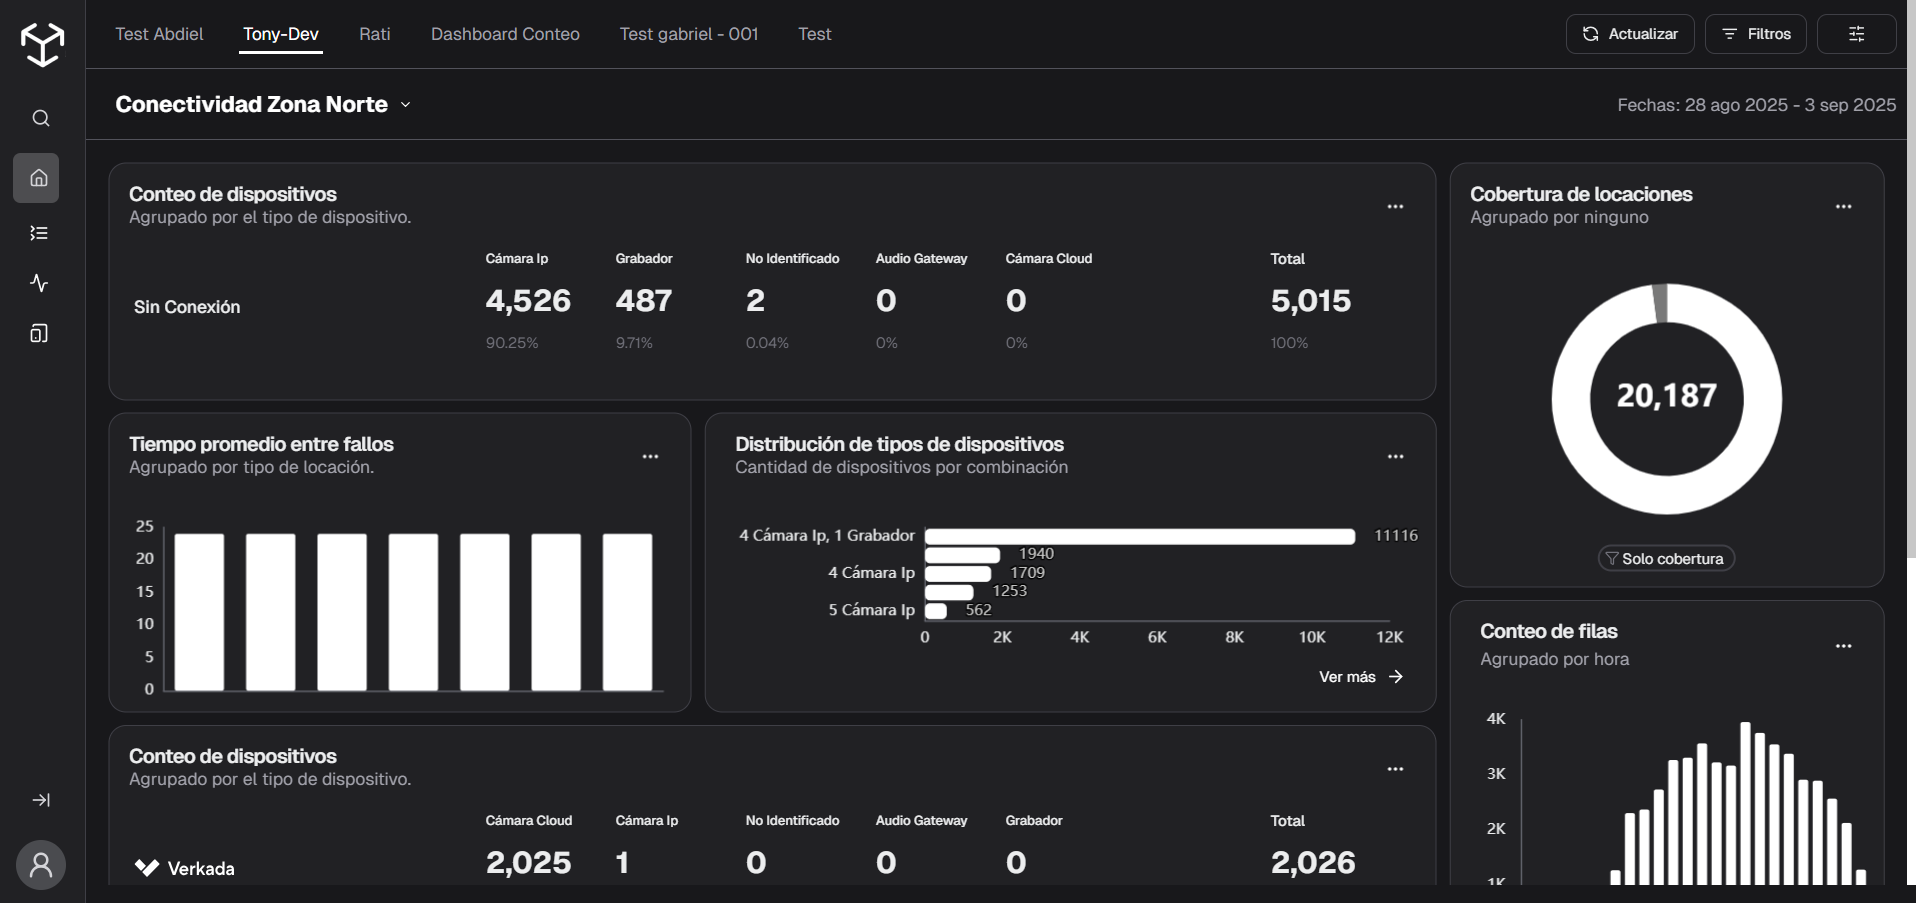 Test Abdiel
Tony-Dev
Rati
Dashboard Conteo
Test gabriel - 001
Test
Actualizar
Filtros
Conectividad Zona Norte
Fechas: 28 ago 2025 - 3 sep 2025
Conteo de dispositivos
Agrupado por el tipo de dispositivo.
Cámara Ip Grabador No Identificado Audio Gateway Cámara Cloud Total
Sin Conexión 4,526 487 2 0 0 5,015
90.25% 9.71% 0.04% 0% 0% 100%
Cobertura de locaciones
Agrupado por ninguno
20,187
Solo cobertura
Tiempo promedio entre fallos
Agrupado por tipo de locación.
25
20
15
10
5
0
Distribución de tipos de dispositivos
Cantidad de dispositivos por combinación
4 Cámara Ip, 1 Grabador 11116
1940
4 Cámara Ip 1709
1253
5 Cámara Ip 562
0 2K 4K 6K 8K 10K 12K
Ver más
Conteo de filas
Agrupado por hora
4K
3K
2K
1K
Conteo de dispositivos
Agrupado por el tipo de dispositivo.
Cámara Cloud Cámara Ip No Identificado Audio Gateway Grabador Total
Verkada 2,025 1 0 0 0 2,026